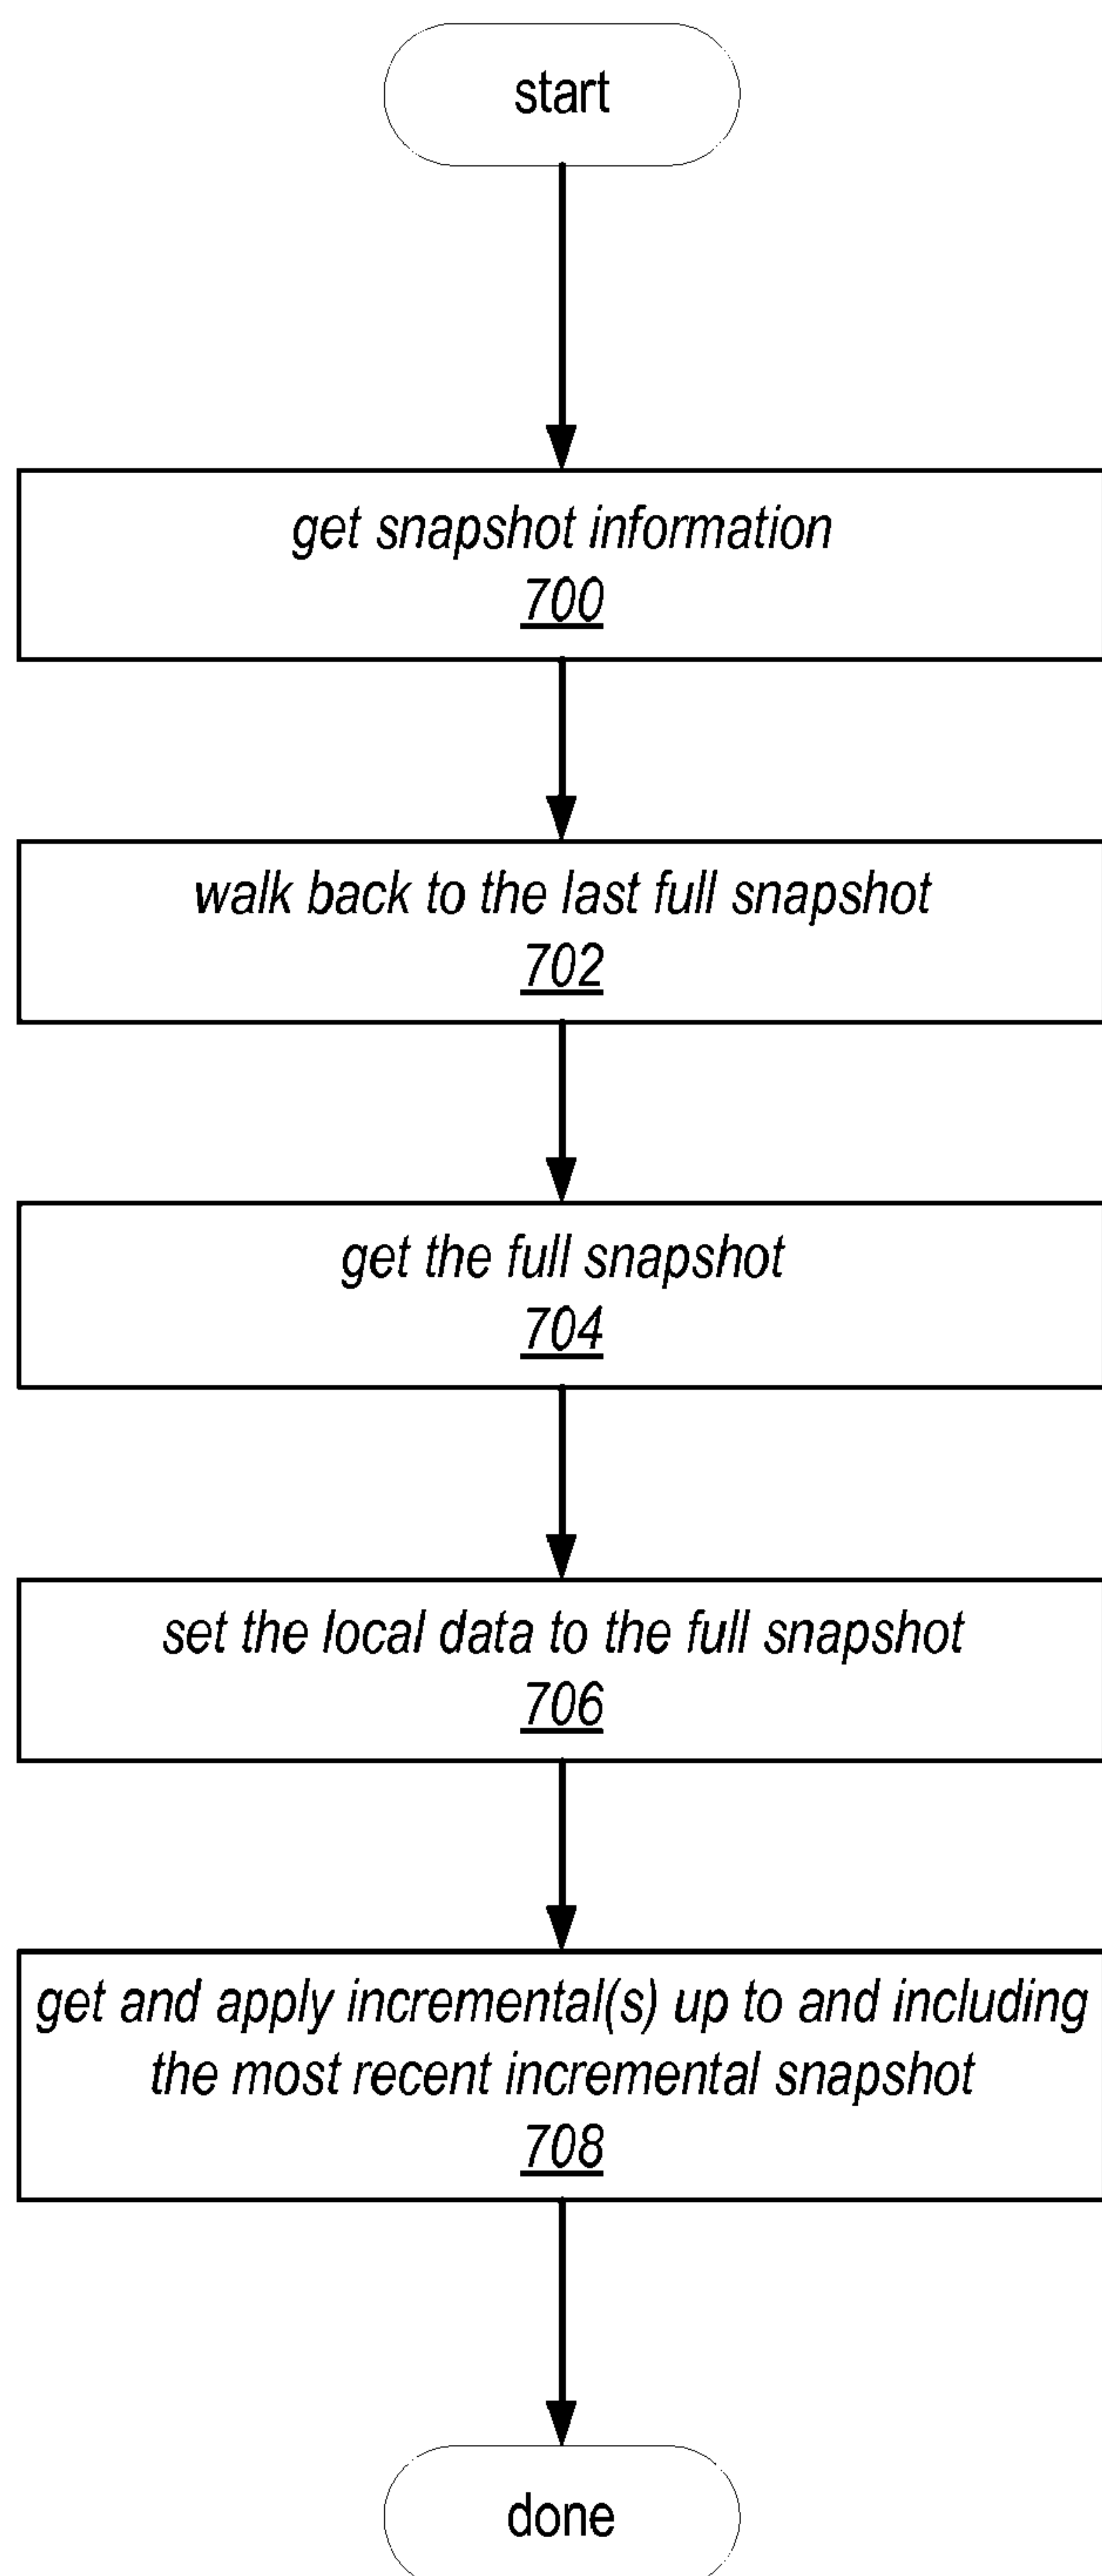 start
get snapshot information
700
walk back to the last full snapshot
702
get the full snapshot
704
set the local data to the full snapshot
706
get and apply incremental(s) up to and including
the most recent incremental snapshot
708
done